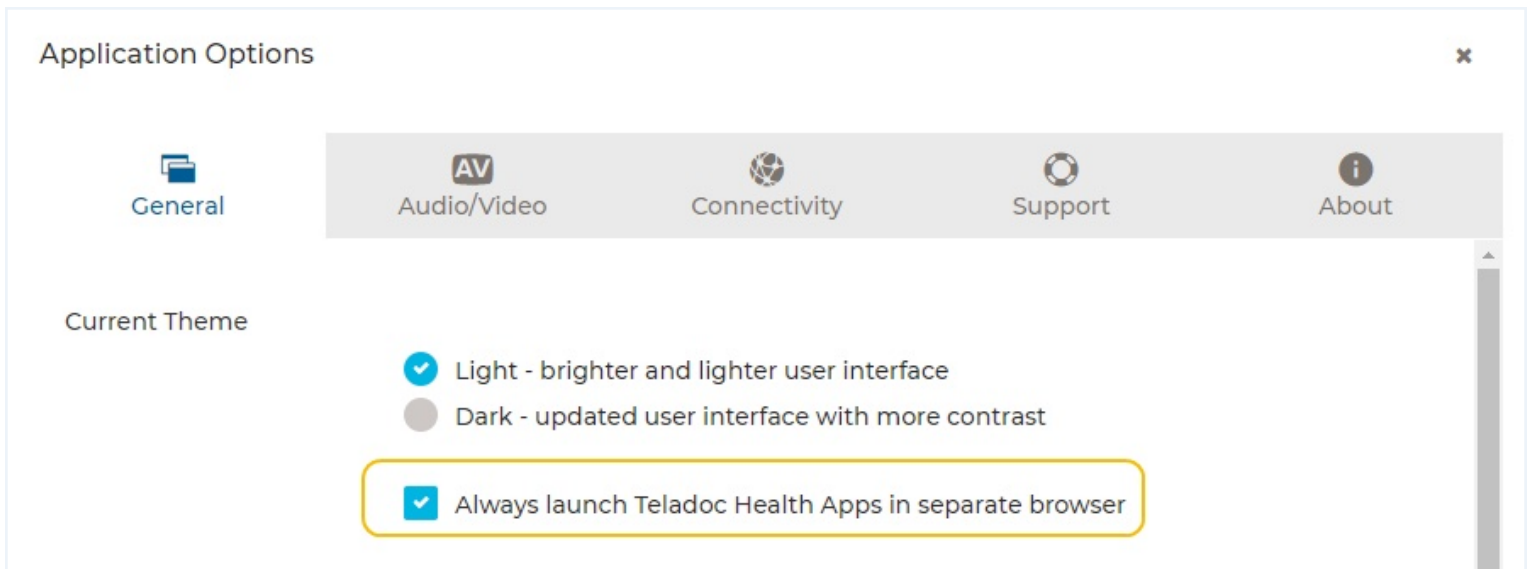 Application Options
AV
General
Audio/Video
Connectivity
Support
About
Current Theme
Light - brighter and lighter user interface
Dark - updated user interface with more contrast
Always launch Teladoc Health Apps in separate browser